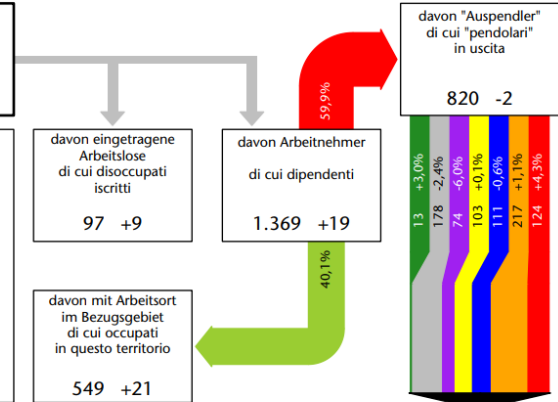 davon "Auspendler"
di cui "pendolari"
in uscita
820 -2
59,9%
davon eingetragene
Arbeitslose
di cui disoccupati
iscritti
97 +9
davon Arbeitnehmer
di cui dipendenti
1.369 +19
13 +3,0%
178 -2,4%
74 -6,0%
103 +0,1%
111 -0,6%
217 +1,1%
124 +4,3%
40,1%
davon mit Arbeitsort
im Bezugsgebiet
di cui occupati
in questo territorio
549 +21